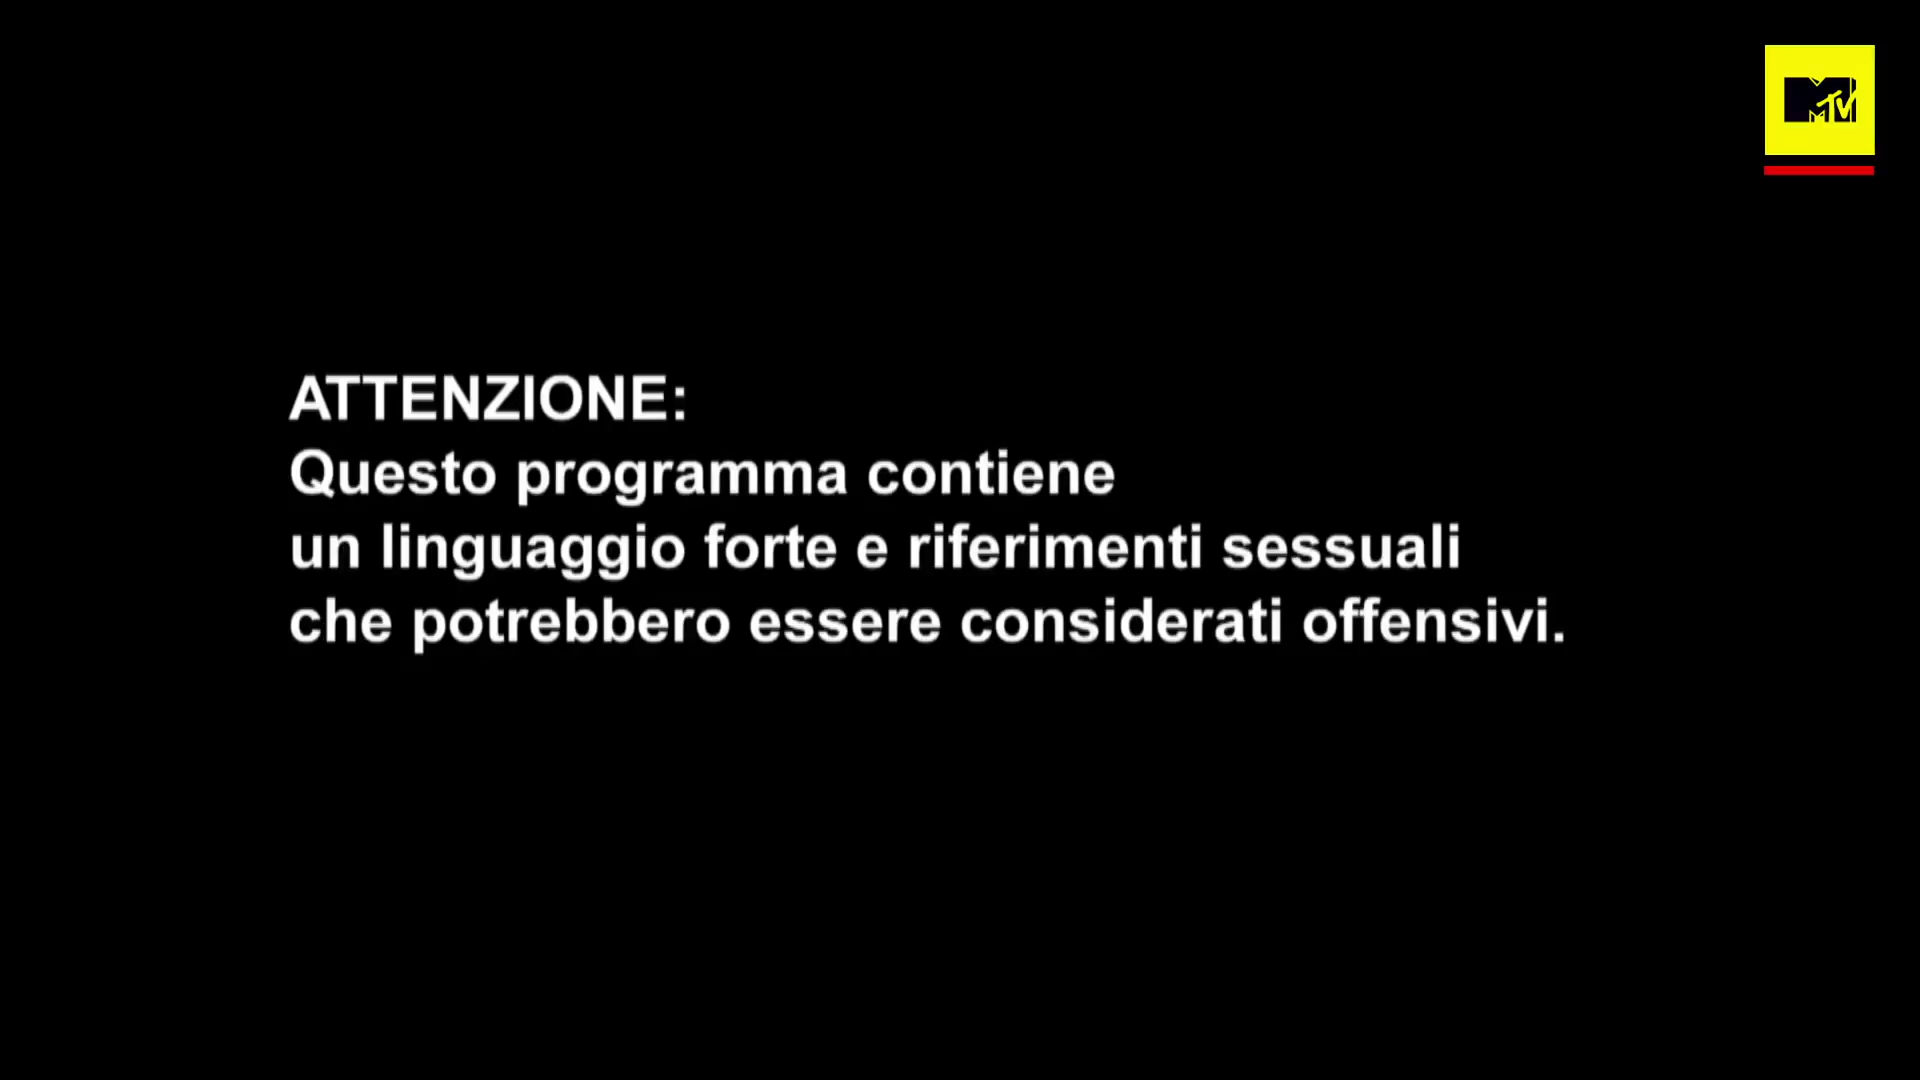 MTV
ATTENZIONE:
Questo programma contiene
un linguaggio forte e riferimenti sessuali
che potrebbero essere considerati offensivi.